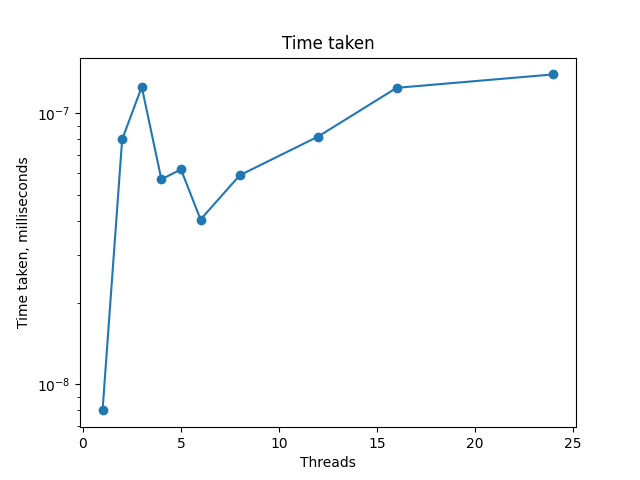 Time taken
Time taken, milliseconds
10⁻⁷
10⁻⁸
0 5 10 15 20 25
Threads